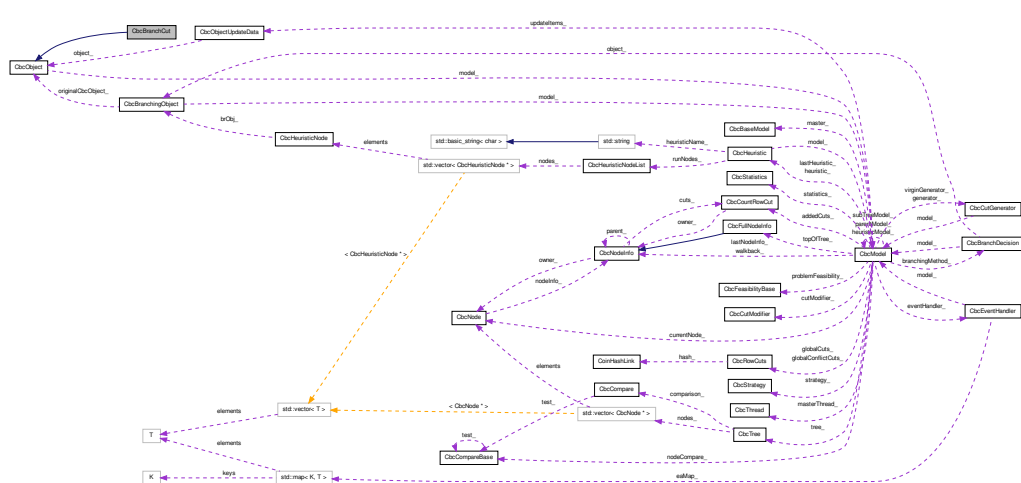 updateItems_
CbcBranchCut
CbcObjectUpdateData
object_
object_
CbcObject
model_
originalCbcObject_
CbcBranchingObject
model_
brObj_
CbcBaseModel
master_
CbcHeuristicNode
elements
std::basic_string< char >
std::string
heuristicName_
CbcHeuristic
model_
std::vector< CbcHeuristicNode * >
nodes_
CbcHeuristicNodeList
runNodes_
lastHeuristic_
heuristic_
CbcStatistics
statistics_
virginGenerator_
generator_
cuts_
CbcCountRowCut
addedCuts_
subTreeModel_
parentModel_
heuristicModel_
CbcCutGenerator
owner_
CbcFullNodeInfo
model_
parent_
topOfTree_
lastNodeInfo_
walkback_
CbcNodeInfo
CbcModel
model_
CbcBranchDecision
< CbcHeuristicNode * >
owner_
branchingMethod_
nodeInfo_
problemFeasibility_
model_
CbcFeasibilityBase
cutModifier_
CbcNode
CbcCutModifier
eventHandler_
CbcEventHandler
currentNode_
globalCuts_
globalConflictCuts_
CoinHashLink
hash_
CbcRowCuts
elements
strategy_
CbcStrategy
CbcCompare
comparison_
masterThread_
std::vector< T >
< CbcNode * >
test_
std::vector< CbcNode * >
nodes_
CbcThread
elements
tree_
T
test_
CbcTree
elements
CbcCompareBase
nodeCompare_
K
keys
std::map< K, T >
eaMap_